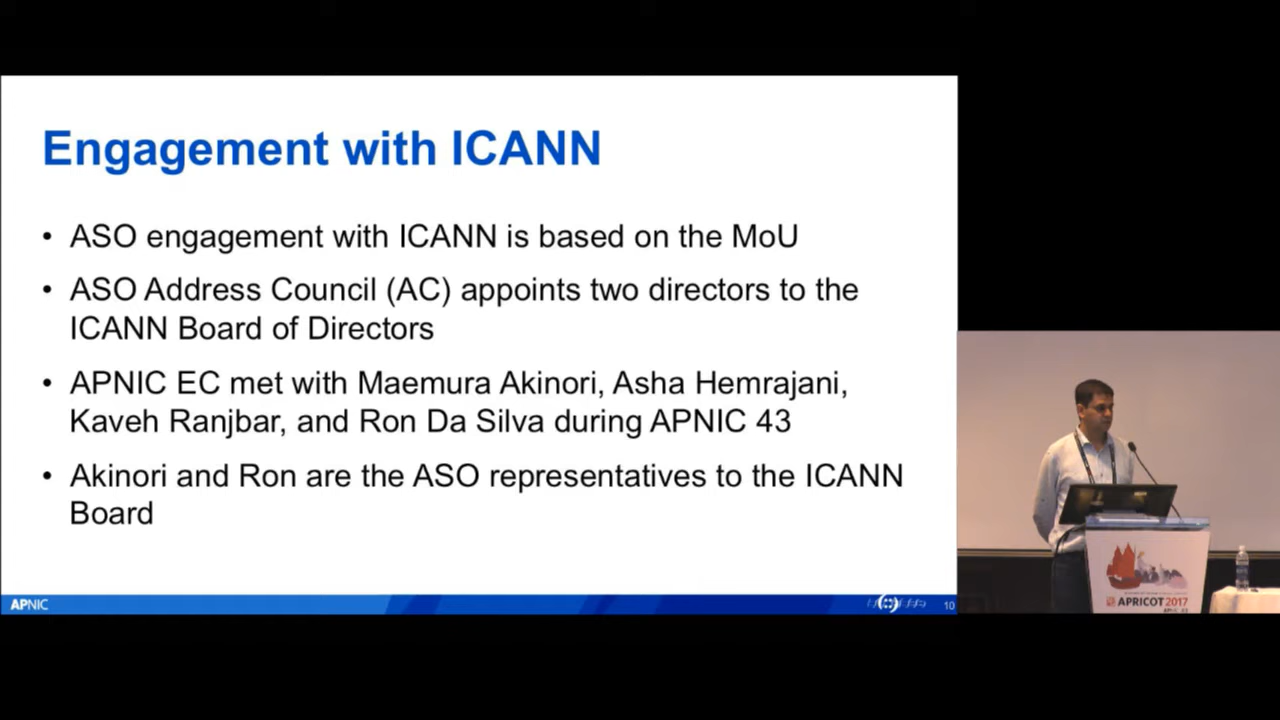 Engagement with ICANN
• ASO engagement with ICANN is based on the MoU
• ASO Address Council (AC) appoints two directors to the
ICANN Board of Directors
• APNIC EC met with Maemura Akinori, Asha Hemrajani,
Kaveh Ranjbar, and Ron Da Silva during APNIC 43
• Akinori and Ron are the ASO representatives to the ICANN
Board
APNIC
10
APRICOT 2017
APNIC 43